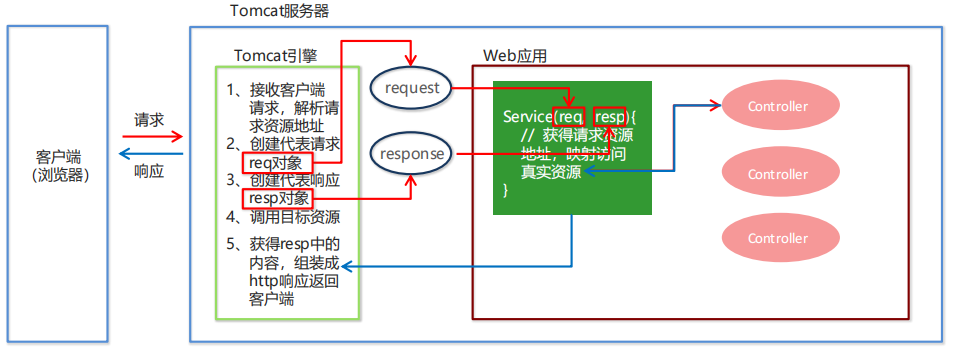 Tomcat服务器
Tomcat引擎
Web应用
1、接收客户端
请求，解析请
求资源地址
2、创建代表请求
req对象
3、创建代表响应
resp对象
4、调用目标资源
5、获得resp中的
内容，组装成
http响应返回
客户端
request
response
Service(req resp){
// 获得请求资源
地址，映射访问
真实资源
}
Controller
Controller
Controller
请求
响应
客户端
（浏览器）